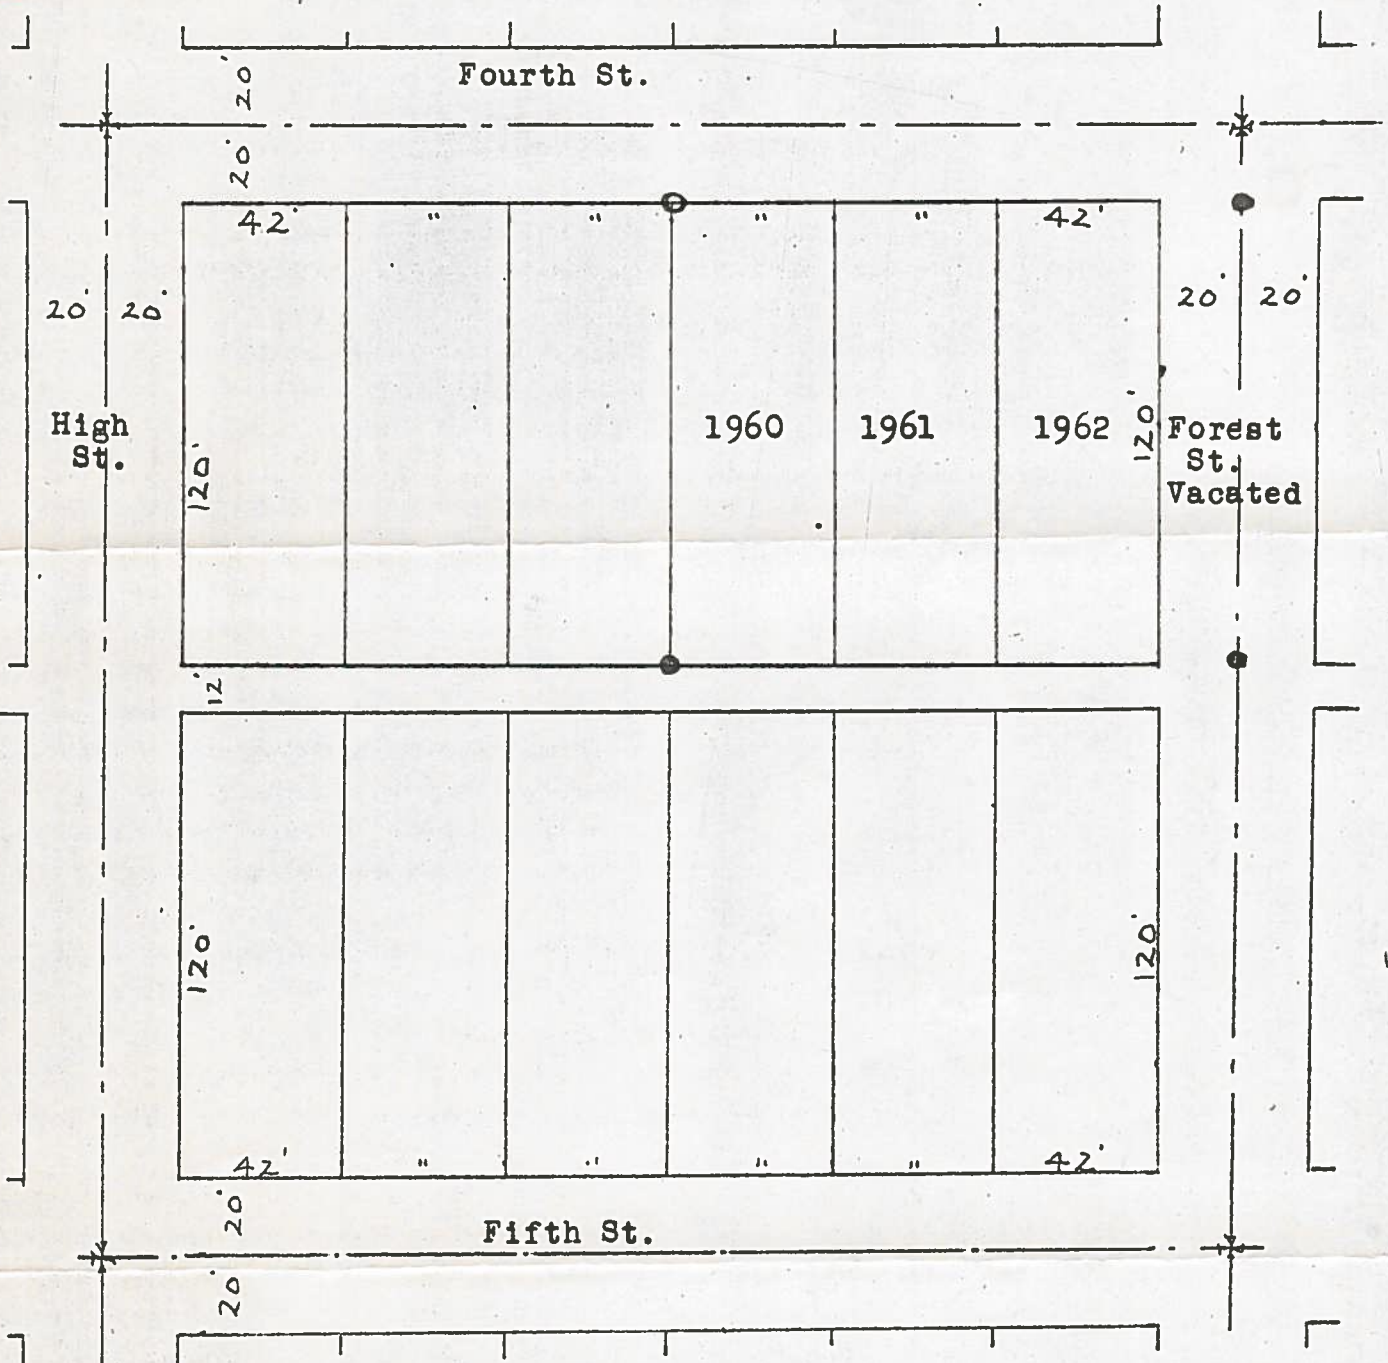 20'
Fourth St.
20'
42' " " " " 42'
20' 20'
20' 20'
High
St.
120'
1960 1961 1962
120'
Forest
St.
Vacated
12'
120'
120'
42' " " " " 42'
20'
Fifth St.
20'